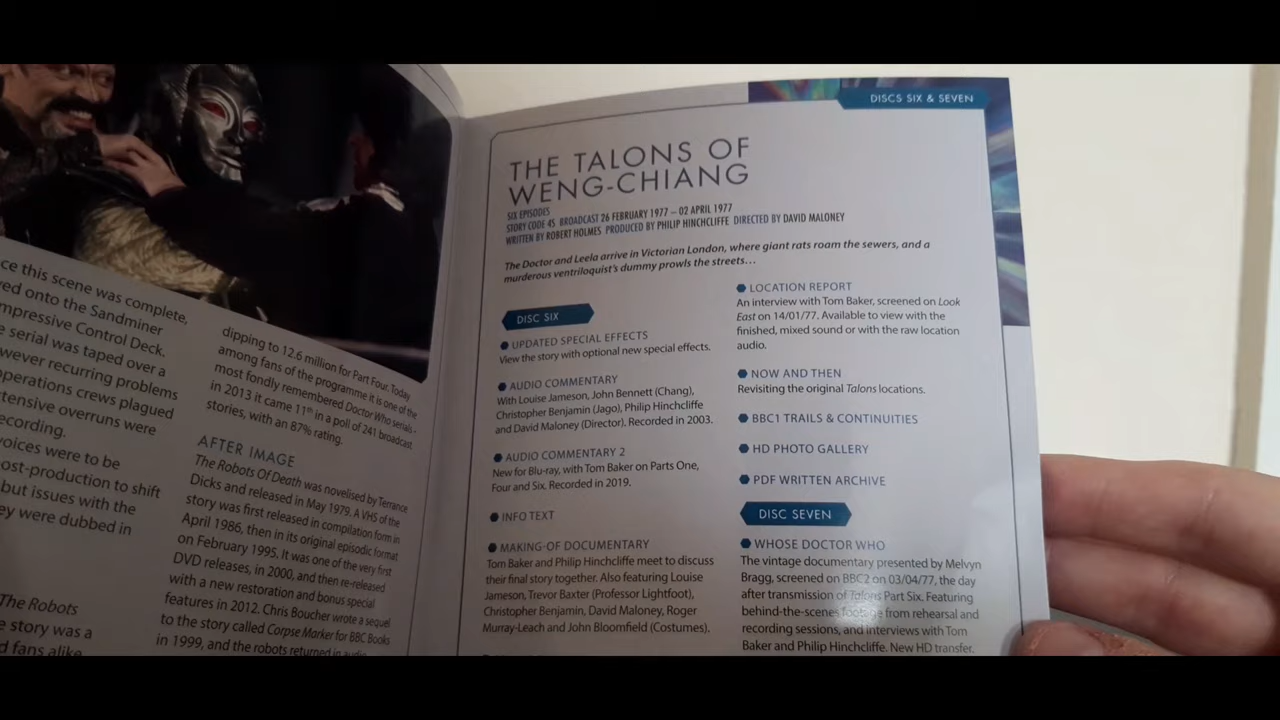 ce this scene was complete,
ved onto the Sandminer
mpressive Control Deck.
e serial was taped over a
wever recurring problems
operations crews plagued
tensive overruns were
ecording.
voices were to be
ost-production to shift
but issues with the
ey were dubbed in
The Robots
e story was a
d fans alike
dipping to 12.6 million for Part Four. Today
among fans of the programme it is one of the
most fondly remembered Doctor Who serials -
in 2013 it came 11th in a poll of 241 broadcast
stories, with an 87% rating.
AFTER IMAGE
The Robots Of Death was novelised by Terrance
Dicks and released in May 1979. A VHS of the
story was first released in compilation form in
April 1986, then in its original episodic format
on February 1995. It was one of the very first
DVD releases, in 2000, and then re-released
with a new restoration and bonus special
features in 2012. Chris Boucher wrote a sequel
to the story called Corpse Marker for BBC Books
in 1999, and the robots returned in audio
DISCS SIX & SEVEN
THE TALONS OF
WENG-CHIANG
SIX EPISODES
STORY CODE 4S BROADCAST 26 FEBRUARY 1977 – 02 APRIL 1977
WRITTEN BY ROBERT HOLMES PRODUCED BY PHILIP HINCHCLIFFE DIRECTED BY DAVID MALONEY
The Doctor and Leela arrive in Victorian London, where giant rats roam the sewers, and a
murderous ventriloquist's dummy prowls the streets…
DISC SIX
UPDATED SPECIAL EFFECTS
View the story with optional new special effects.
AUDIO COMMENTARY
With Louise Jameson, John Bennett (Chang),
Christopher Benjamin (Jago), Philip Hinchcliffe
and David Maloney (Director). Recorded in 2003.
AUDIO COMMENTARY 2
New for Blu-ray, with Tom Baker on Parts One,
Four and Six. Recorded in 2019.
INFO TEXT
MAKING-OF DOCUMENTARY
Tom Baker and Philip Hinchcliffe meet to discuss
their final story together. Also featuring Louise
Jameson, Trevor Baxter (Professor Lightfoot),
Christopher Benjamin, David Maloney, Roger
Murray-Leach and John Bloomfield (Costumes).
LOCATION REPORT
An interview with Tom Baker, screened on Look
East on 14/01/77. Available to view with the
finished, mixed sound or with the raw location
audio.
NOW AND THEN
Revisiting the original Talons locations.
BBC1 TRAILS & CONTINUITIES
HD PHOTO GALLERY
PDF WRITTEN ARCHIVE
DISC SEVEN
WHOSE DOCTOR WHO
The vintage documentary presented by Melvyn
Bragg, screened on BBC2 on 03/04/77, the day
after transmission of Talons Part Six. Featuring
behind-the-scenes footage from rehearsal and
recording sessions, and interviews with Tom
Baker and Philip Hinchcliffe. New HD transfer.